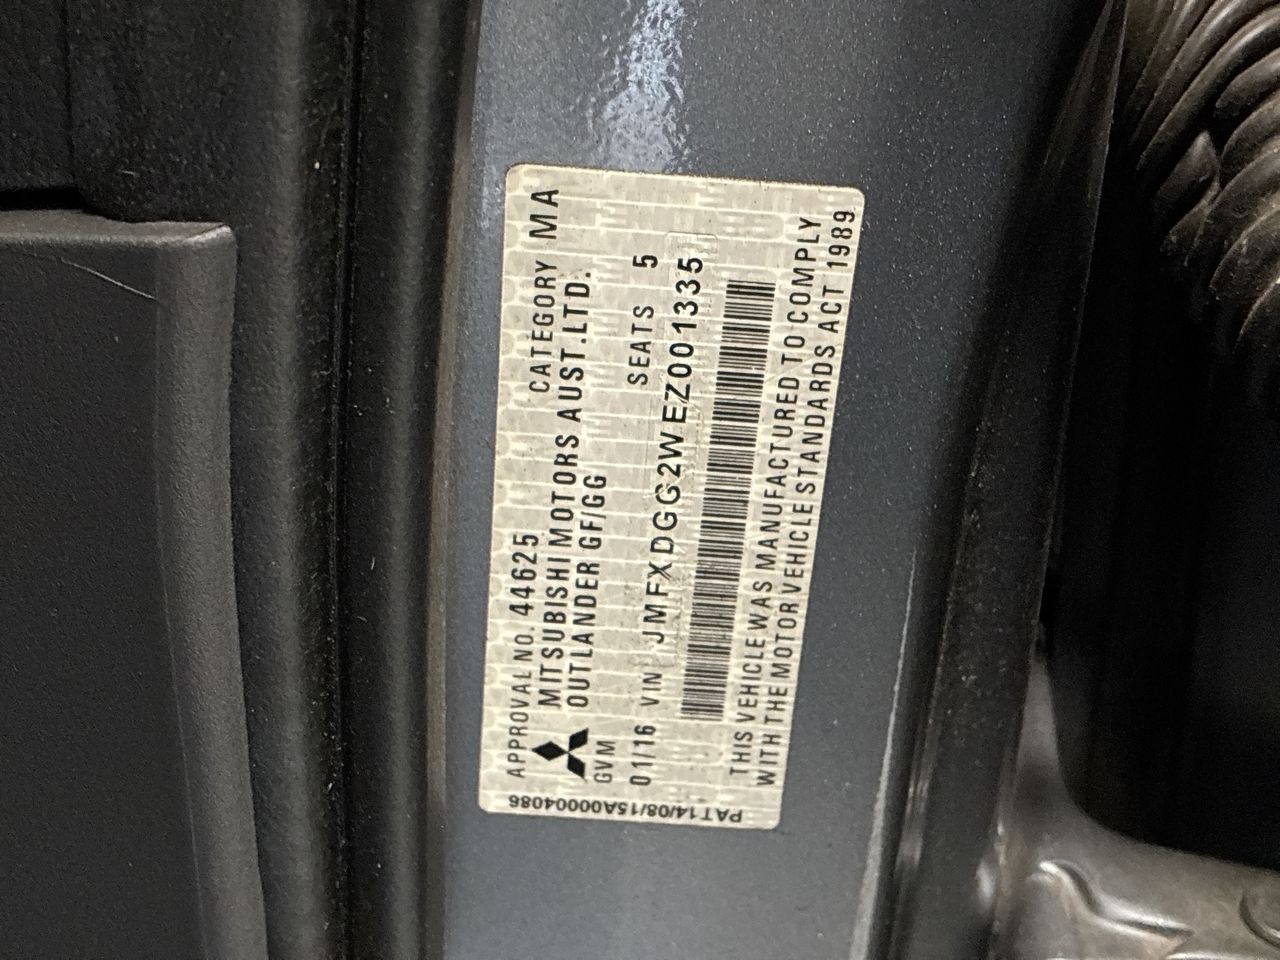 APPROVAL NO. 44625 CATEGORY MA
MITSUBISHI MOTORS AUST.LTD.
OUTLANDER GF/GG
GVM SEATS 5
01/16 VIN JMFXDGG2WEZ001335
THIS VEHICLE WAS MANUFACTURED TO COMPLY
WITH THE MOTOR VEHICLE STANDARDS ACT 1989
PAT14/08/15A00004086